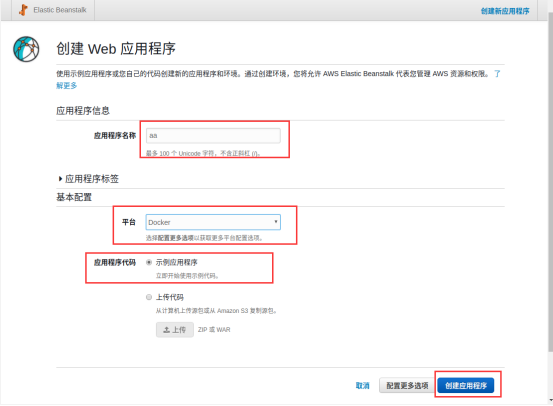 Elastic Beanstalk
创建新应用程序
创建 Web 应用程序
使用示例应用程序或您自己的代码创建新的应用程序和环境。通过创建环境，您将允许 AWS Elastic Beanstalk 代表您管理 AWS 资源和权限。 了
解更多
应用程序信息
应用程序名称 aa
最多 100 个 Unicode 字符，不含正斜杠 (/)。
应用程序标签
基本配置
平台 Docker
选择配置更多选项以获取更多平台配置选项。
应用程序代码 示例应用程序
立即开始使用示例代码。
上传代码
从计算机上传源包或从 Amazon S3 复制源包。
上传 ZIP 或 WAR
取消 配置更多选项 创建应用程序